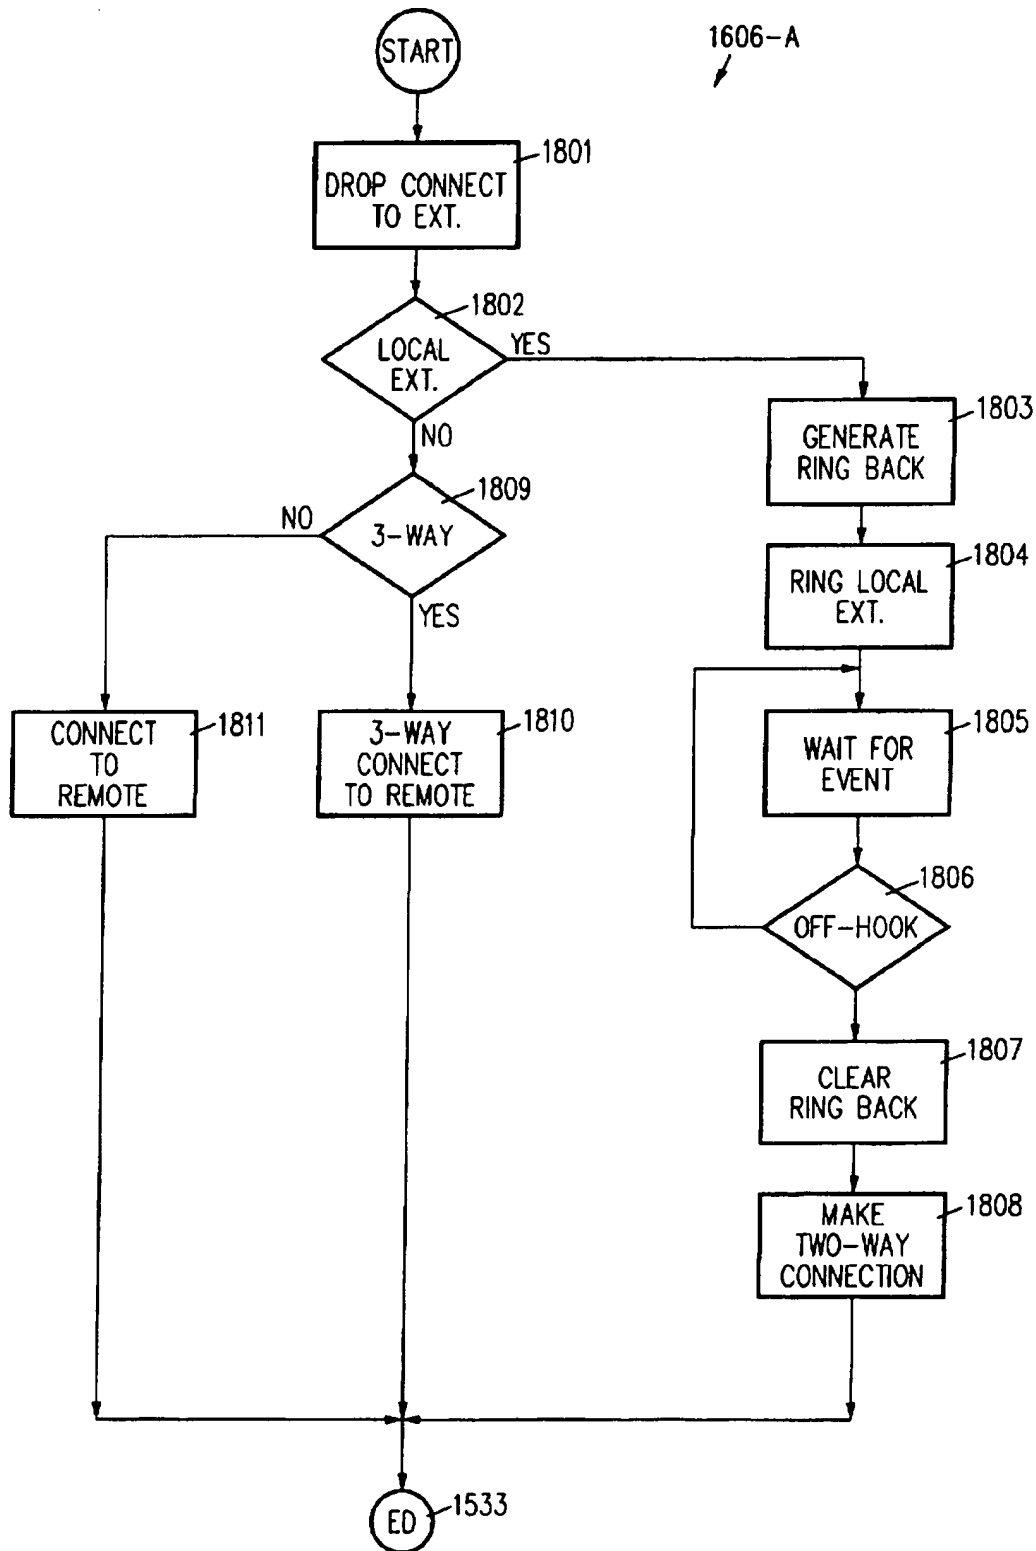 START
1606-A
1801
DROP CONNECT
TO EXT.
1802
LOCAL
EXT.
YES
NO
1803
GENERATE
RING BACK
1809
3-WAY
NO
YES
1804
RING LOCAL
EXT.
1811
CONNECT
TO
REMOTE
1810
3-WAY
CONNECT
TO REMOTE
1805
WAIT FOR
EVENT
1806
OFF-HOOK
1807
CLEAR
RING BACK
1808
MAKE
TWO-WAY
CONNECTION
ED
1533